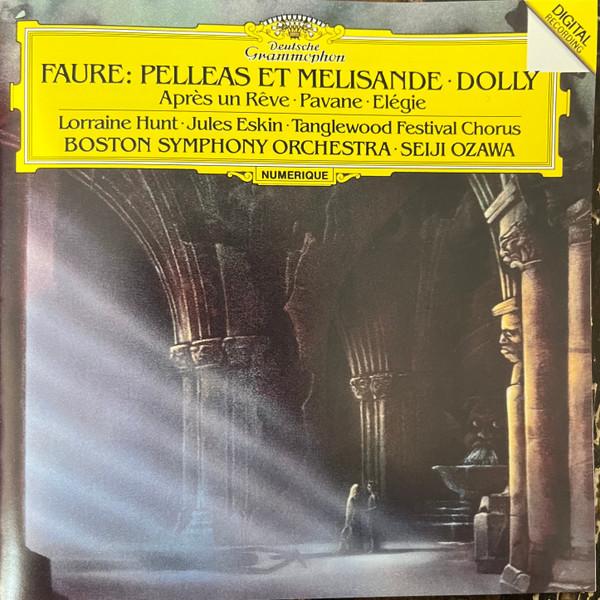 DIGITAL
RECORDING
Deutsche
Grammophon
FAURE: PELLEAS ET MELISANDE · DOLLY
Après un Rêve · Pavane · Elégie
Lorraine Hunt · Jules Eskin · Tanglewood Festival Chorus
BOSTON SYMPHONY ORCHESTRA · SEIJI OZAWA
NUMERIQUE